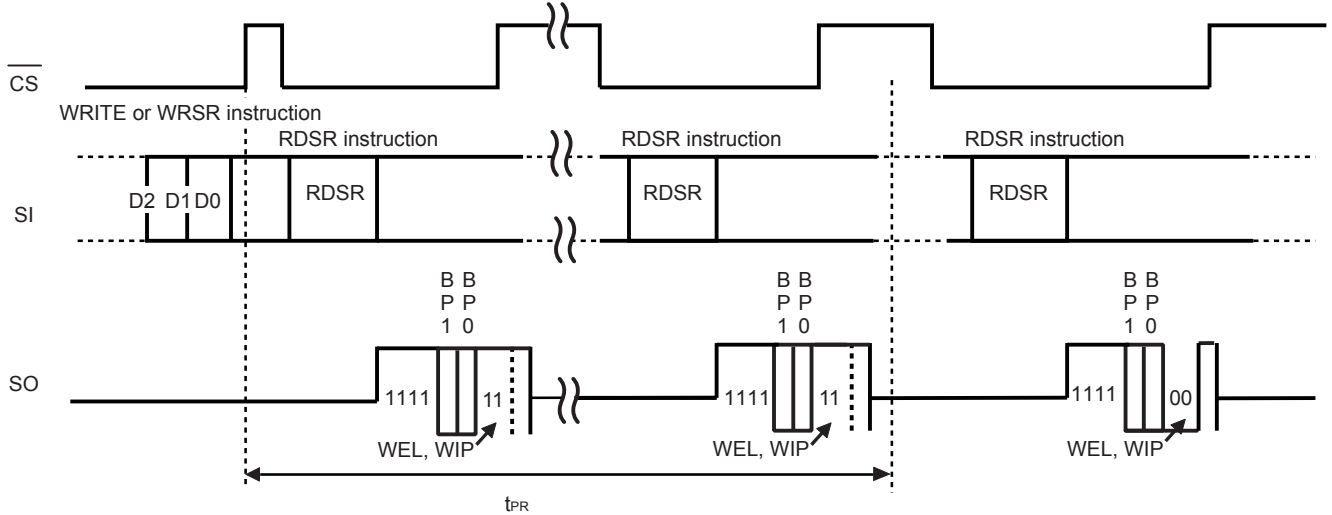 CS
WRITE or WRSR instruction
RDSR instruction
RDSR instruction
RDSR instruction
D2 D1 D0
RDSR
RDSR
RDSR
SI
B B
P P
1 0
B B
P P
1 0
B B
P P
1 0
SO
1111
11
1111
11
1111
00
WEL, WIP
WEL, WIP
WEL, WIP
tPR